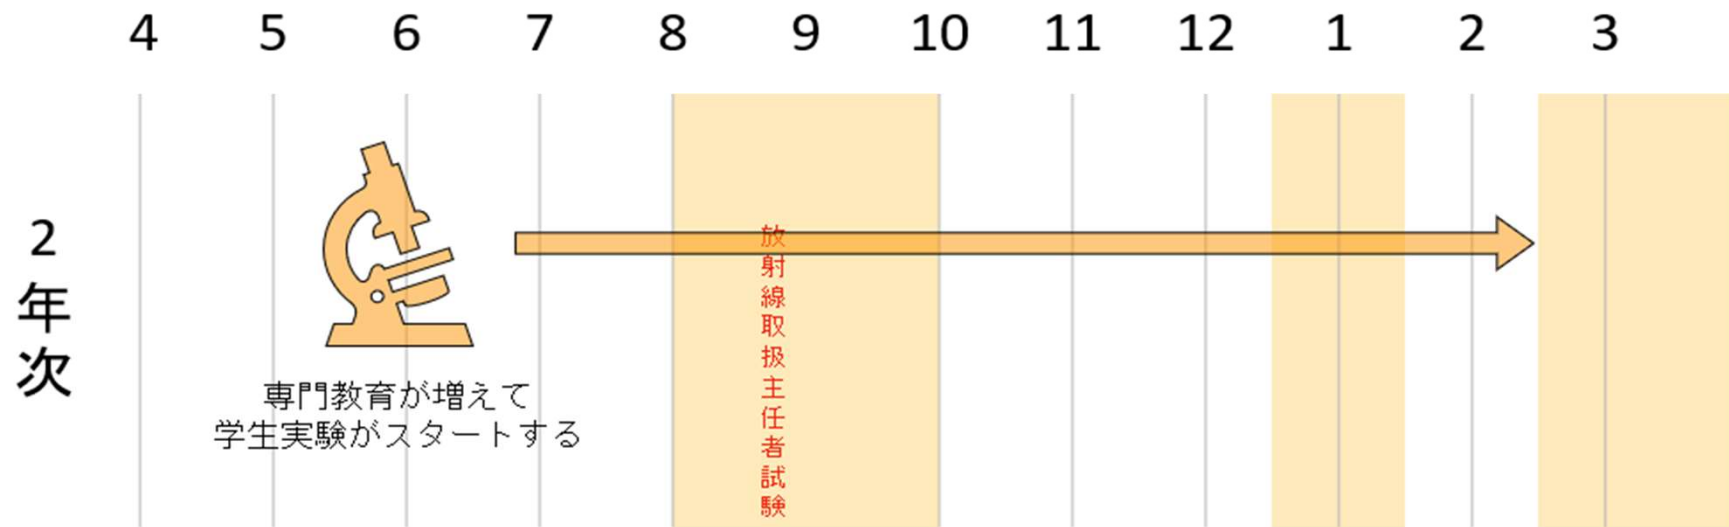 4 5 6 7 8 9 10 11 12 1 2 3
2年次
放射線取扱主任者試験
専門教育が増えて
学生実験がスタートする